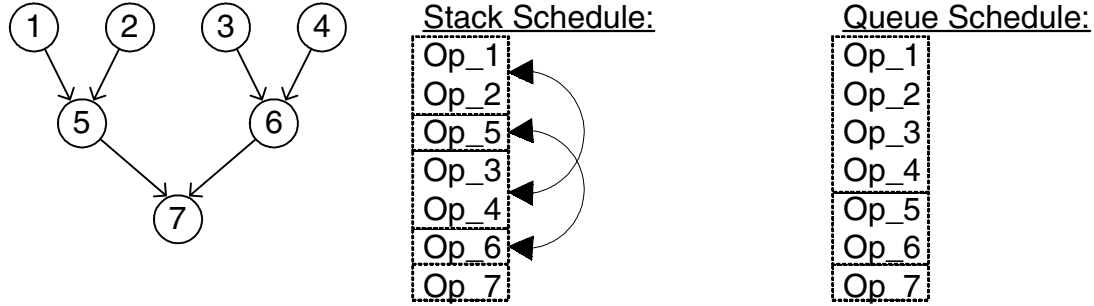 1 2 3 4
5 6
7
Stack Schedule:
Op_1
Op_2
Op_5
Op_3
Op_4
Op_6
Op_7
Queue Schedule:
Op_1
Op_2
Op_3
Op_4
Op_5
Op_6
Op_7